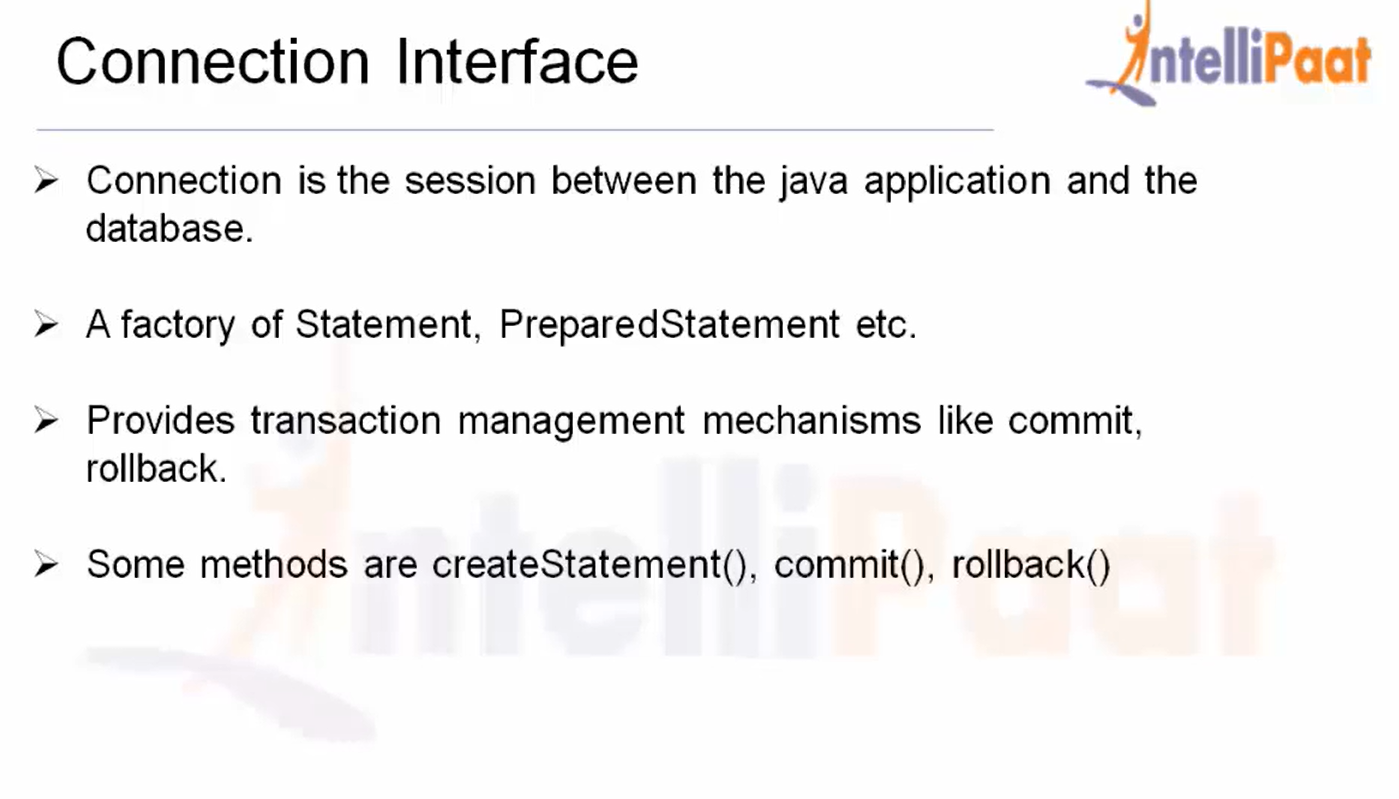 Connection Interface
IntelliPaat
Connection is the session between the java application and the
database.
A factory of Statement, PreparedStatement etc.
Provides transaction management mechanisms like commit,
rollback.
Some methods are createStatement(), commit(), rollback()
IntelliPaat